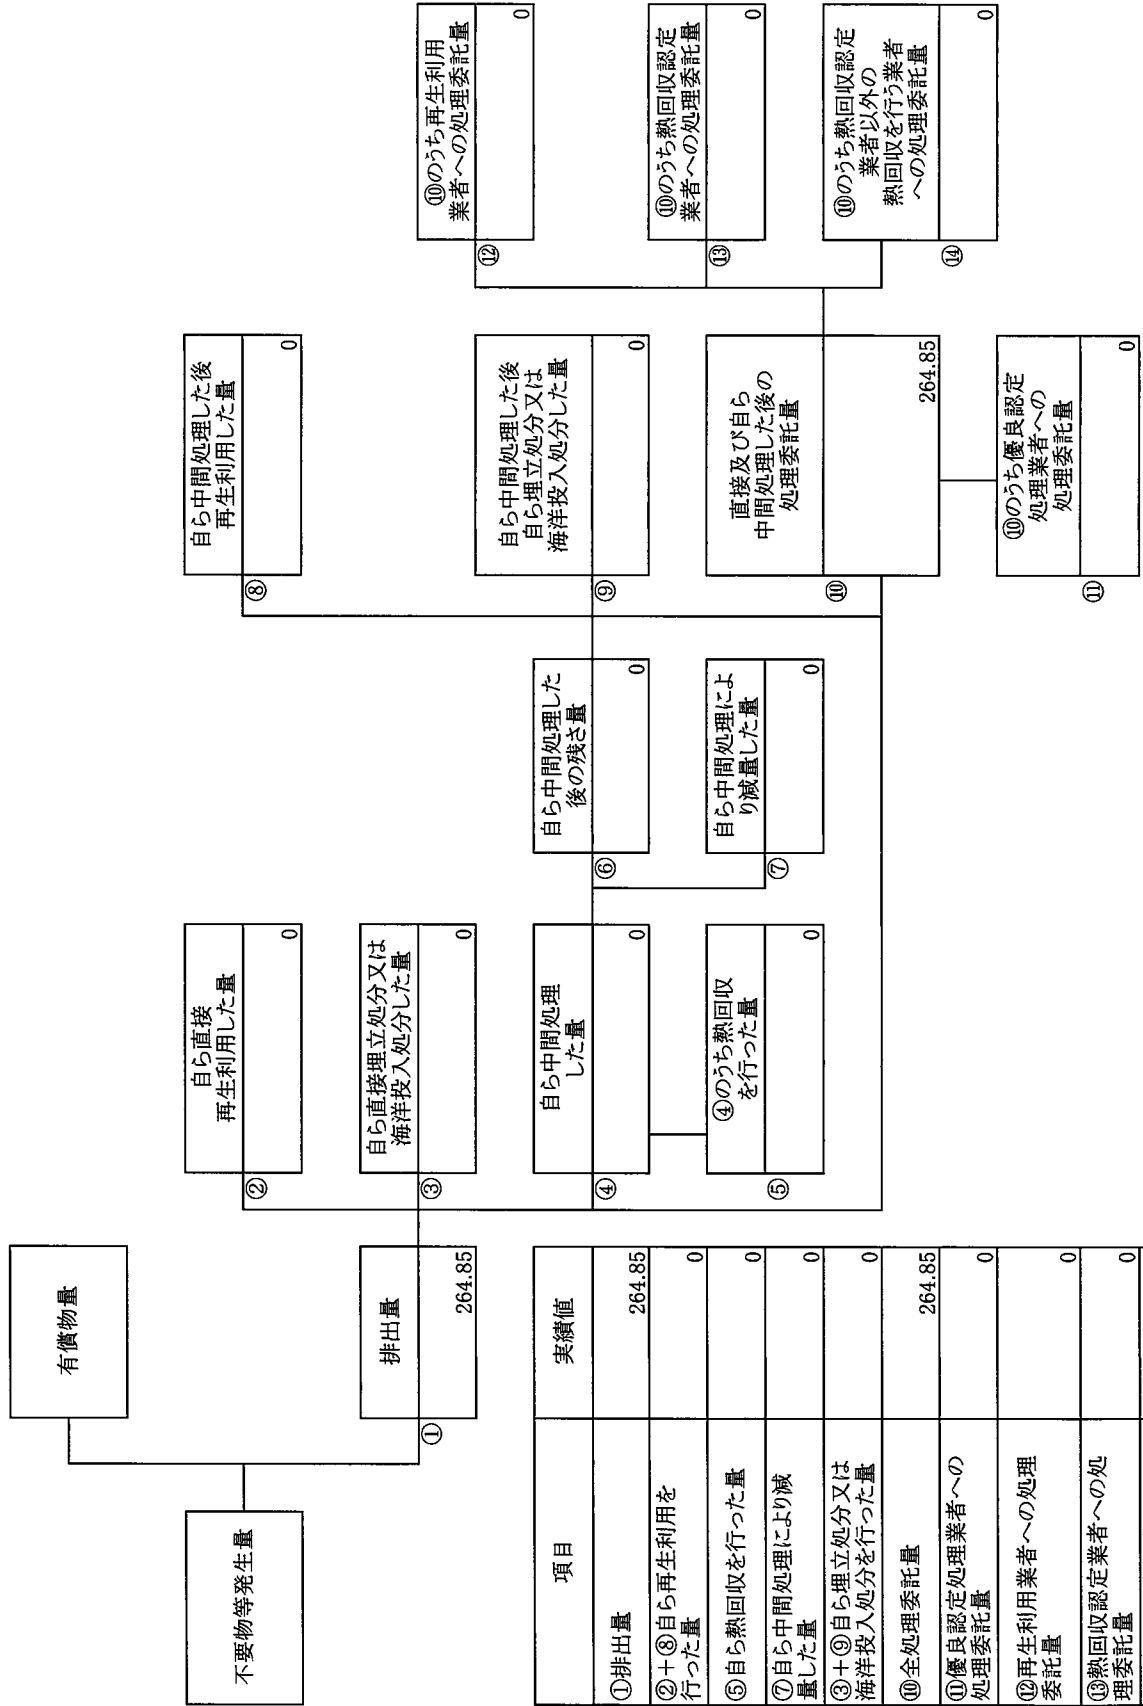 不要物等発生量
有償物量
排出量
①
264.85
自ら直接
再生利用した量
②
0
自ら直接埋立処分又は
海洋投入処分した量
③
0
自ら中間処理
した量
④
0
④のうち熱回収
を行った量
⑤
0
自ら中間処理した
後の残さ量
⑥
0
自ら中間処理によ
り減量した量
⑦
0
自ら中間処理した後
再生利用した量
⑧
0
自ら中間処理した後
自ら埋立処分又は
海洋投入処分した量
⑨
0
直接及び自ら
中間処理した後の
処理委託量
⑩
264.85
⑩のうち優良認定
処理業者への
処理委託量
⑪
0
⑩のうち再生利用
業者への処理委託量
⑫
0
⑩のうち熱回収認定
業者への処理委託量
⑬
0
⑩のうち熱回収認定
業者以外の
熱回収を行う業者
への処理委託量
⑭
0
項目 実績値
①排出量 264.85
②+⑧自ら再生利用を
行った量 0
⑤自ら熱回収を行った量 0
⑦自ら中間処理により減
量した量 0
③+⑨自ら埋立処分又は
海洋投入処分を行った量 0
⑩全処理委託量 264.85
⑪優良認定処理業者への
処理委託量 0
⑫再生利用業者への処理
委託量 0
⑬熱回収認定業者への処
理委託量 0